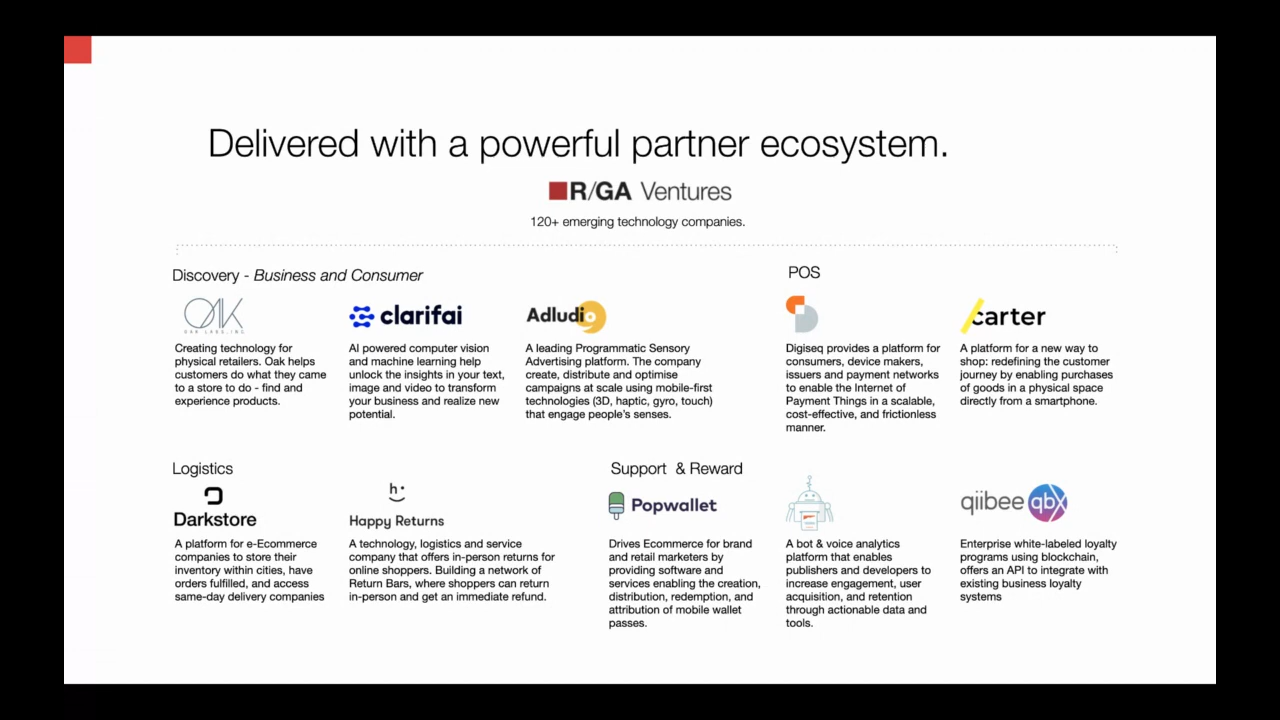 Delivered with a powerful partner ecosystem.
R/GA Ventures
120+ emerging technology companies.
Discovery - Business and Consumer
OAK
OAK LABS, INC.
Creating technology for
physical retailers. Oak helps
customers do what they came
to a store to do - find and
experience products.
clarifai
AI powered computer vision
and machine learning help
unlock the insights in your text,
image and video to transform
your business and realize new
potential.
Adludio
A leading Programmatic Sensory
Advertising platform. The company
create, distribute and optimise
campaigns at scale using mobile-first
technologies (3D, haptic, gyro, touch)
that engage people's senses.
POS
Digiseq provides a platform for
consumers, device makers,
issuers and payment networks
to enable the Internet of
Payment Things in a scalable,
cost-effective, and frictionless
manner.
carter
A platform for a new way to
shop: redefining the customer
journey by enabling purchases
of goods in a physical space
directly from a smartphone.
Logistics
Darkstore
A platform for e-Ecommerce
companies to store their
inventory within cities, have
orders fulfilled, and access
same-day delivery companies
h
Happy Returns
A technology, logistics and service
company that offers in-person returns for
online shoppers. Building a network of
Return Bars, where shoppers can return
in-person and get an immediate refund.
Support & Reward
Popwallet
Drives Ecommerce for brand
and retail marketers by
providing software and
services enabling the creation,
distribution, redemption, and
attribution of mobile wallet
passes.
A bot & voice analytics
platform that enables
publishers and developers to
increase engagement, user
acquisition, and retention
through actionable data and
tools.
qiibee qbx
Enterprise white-labeled loyalty
programs using blockchain,
offers an API to integrate with
existing business loyalty
systems